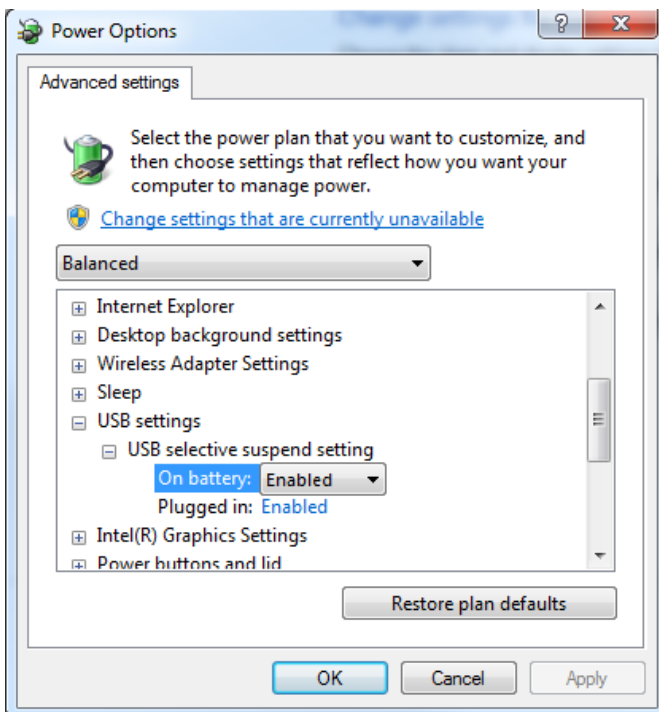 Power Options
Advanced settings
Select the power plan that you want to customize, and
then choose settings that reflect how you want your
computer to manage power.
Change settings that are currently unavailable
Balanced
Internet Explorer
Desktop background settings
Wireless Adapter Settings
Sleep
USB settings
USB selective suspend setting
On battery: Enabled
Plugged in: Enabled
Intel(R) Graphics Settings
Power buttons and lid
Restore plan defaults
OK Cancel Apply